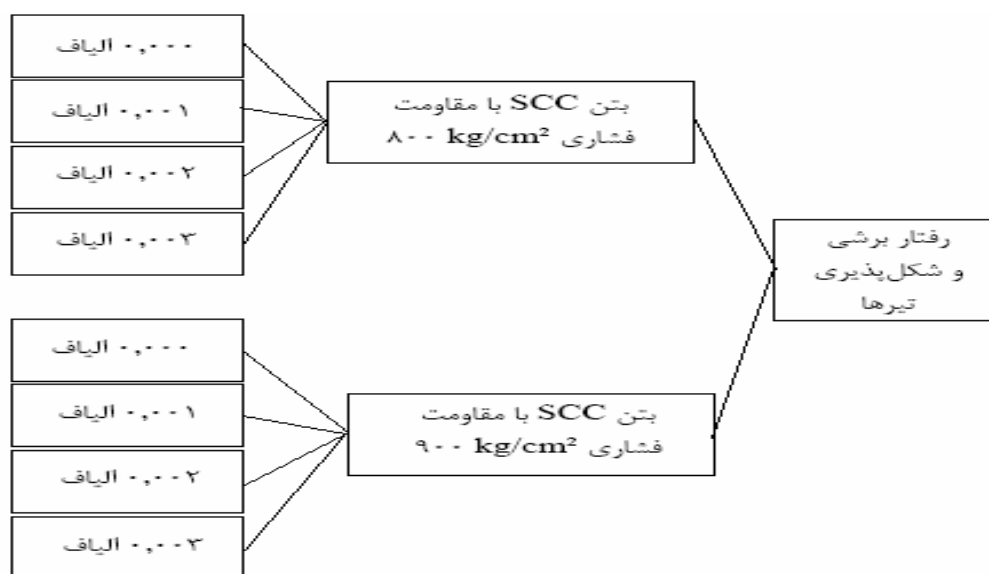 رفتار برشی
و شکل‌پذیری
تیرها
بتن SCC با مقاومت
فشاری ۸۰۰ kg/cm²
۰,۰۰۰ الیاف
۰,۰۰۱ الیاف
۰,۰۰۲ الیاف
۰,۰۰۳ الیاف
بتن SCC با مقاومت
فشاری ۹۰۰ kg/cm²
۰,۰۰۰ الیاف
۰,۰۰۱ الیاف
۰,۰۰۲ الیاف
۰,۰۰۳ الیاف